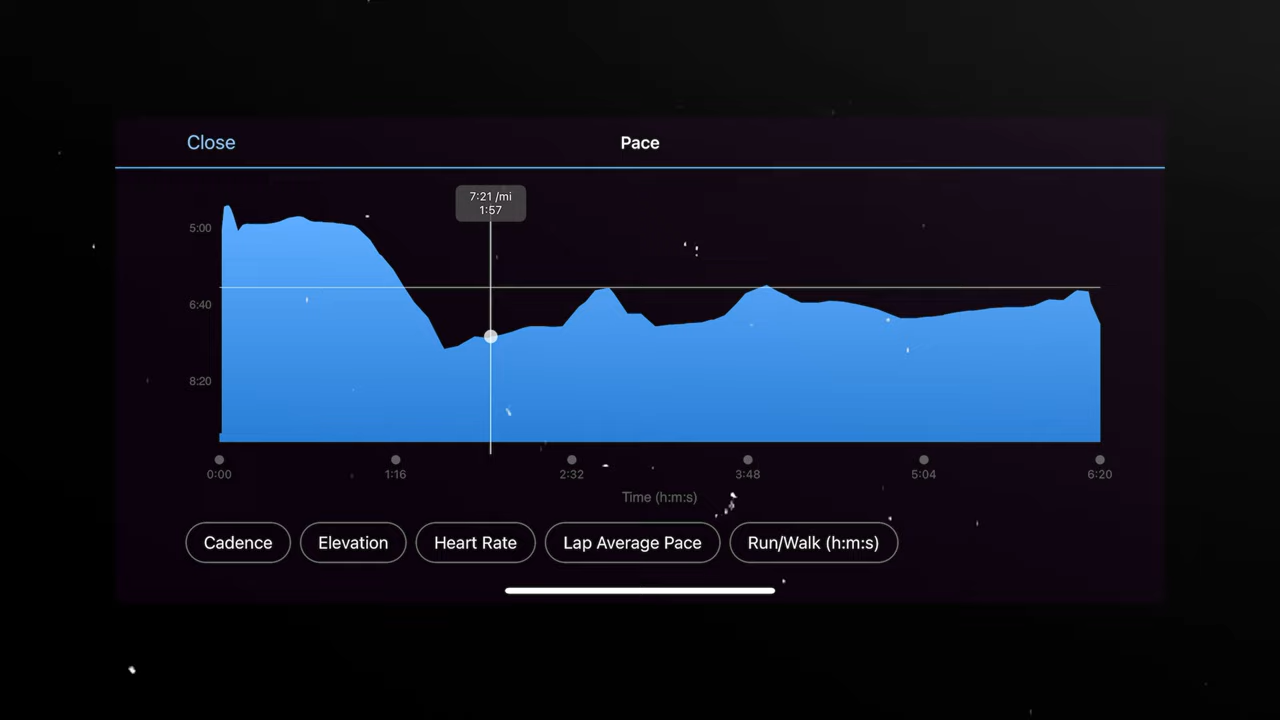 Close
Pace
7:21 /mi
1:57
5:00
6:40
8:20
0:00
1:16
2:32
3:48
5:04
6:20
Time (h:m:s)
Cadence
Elevation
Heart Rate
Lap Average Pace
Run/Walk (h:m:s)